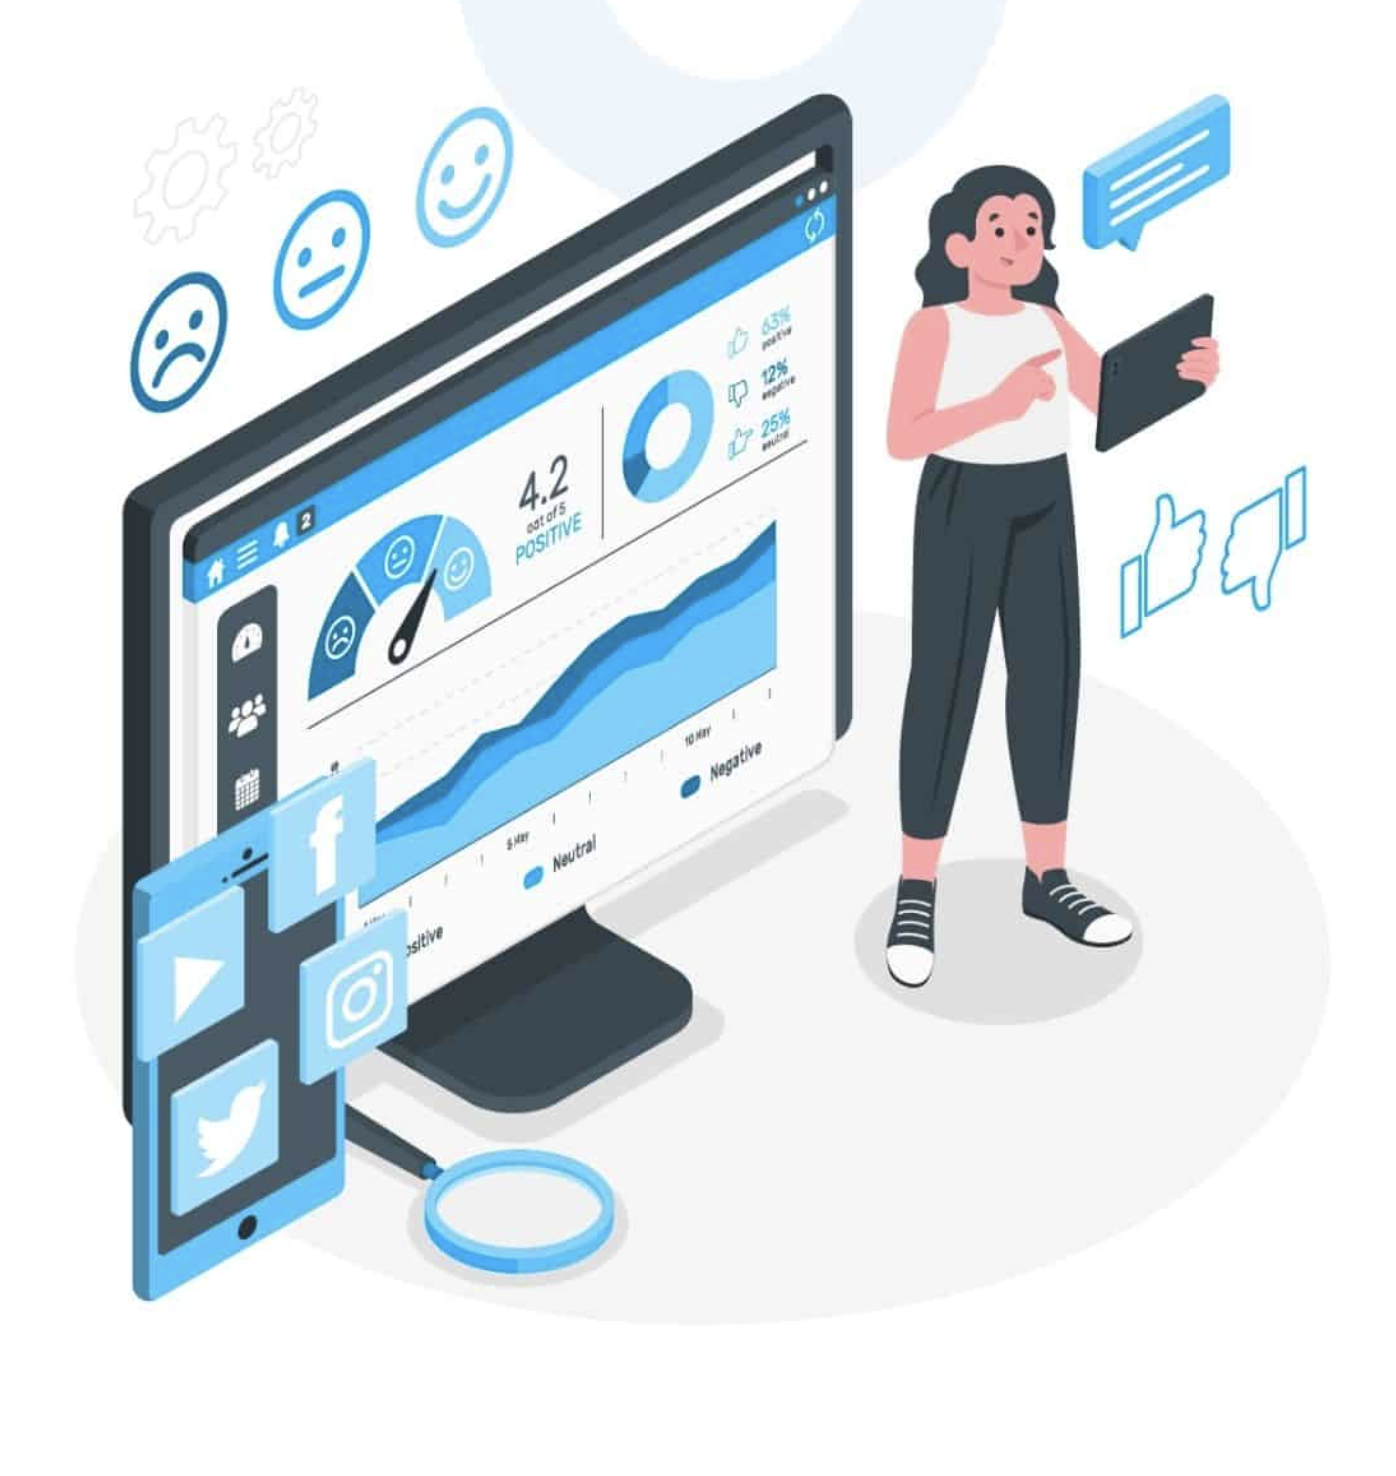 2
4.2
out of 5
POSITIVE
63%
positive
12%
negative
25%
neutral
5 May
10 May
Neutral
Negative